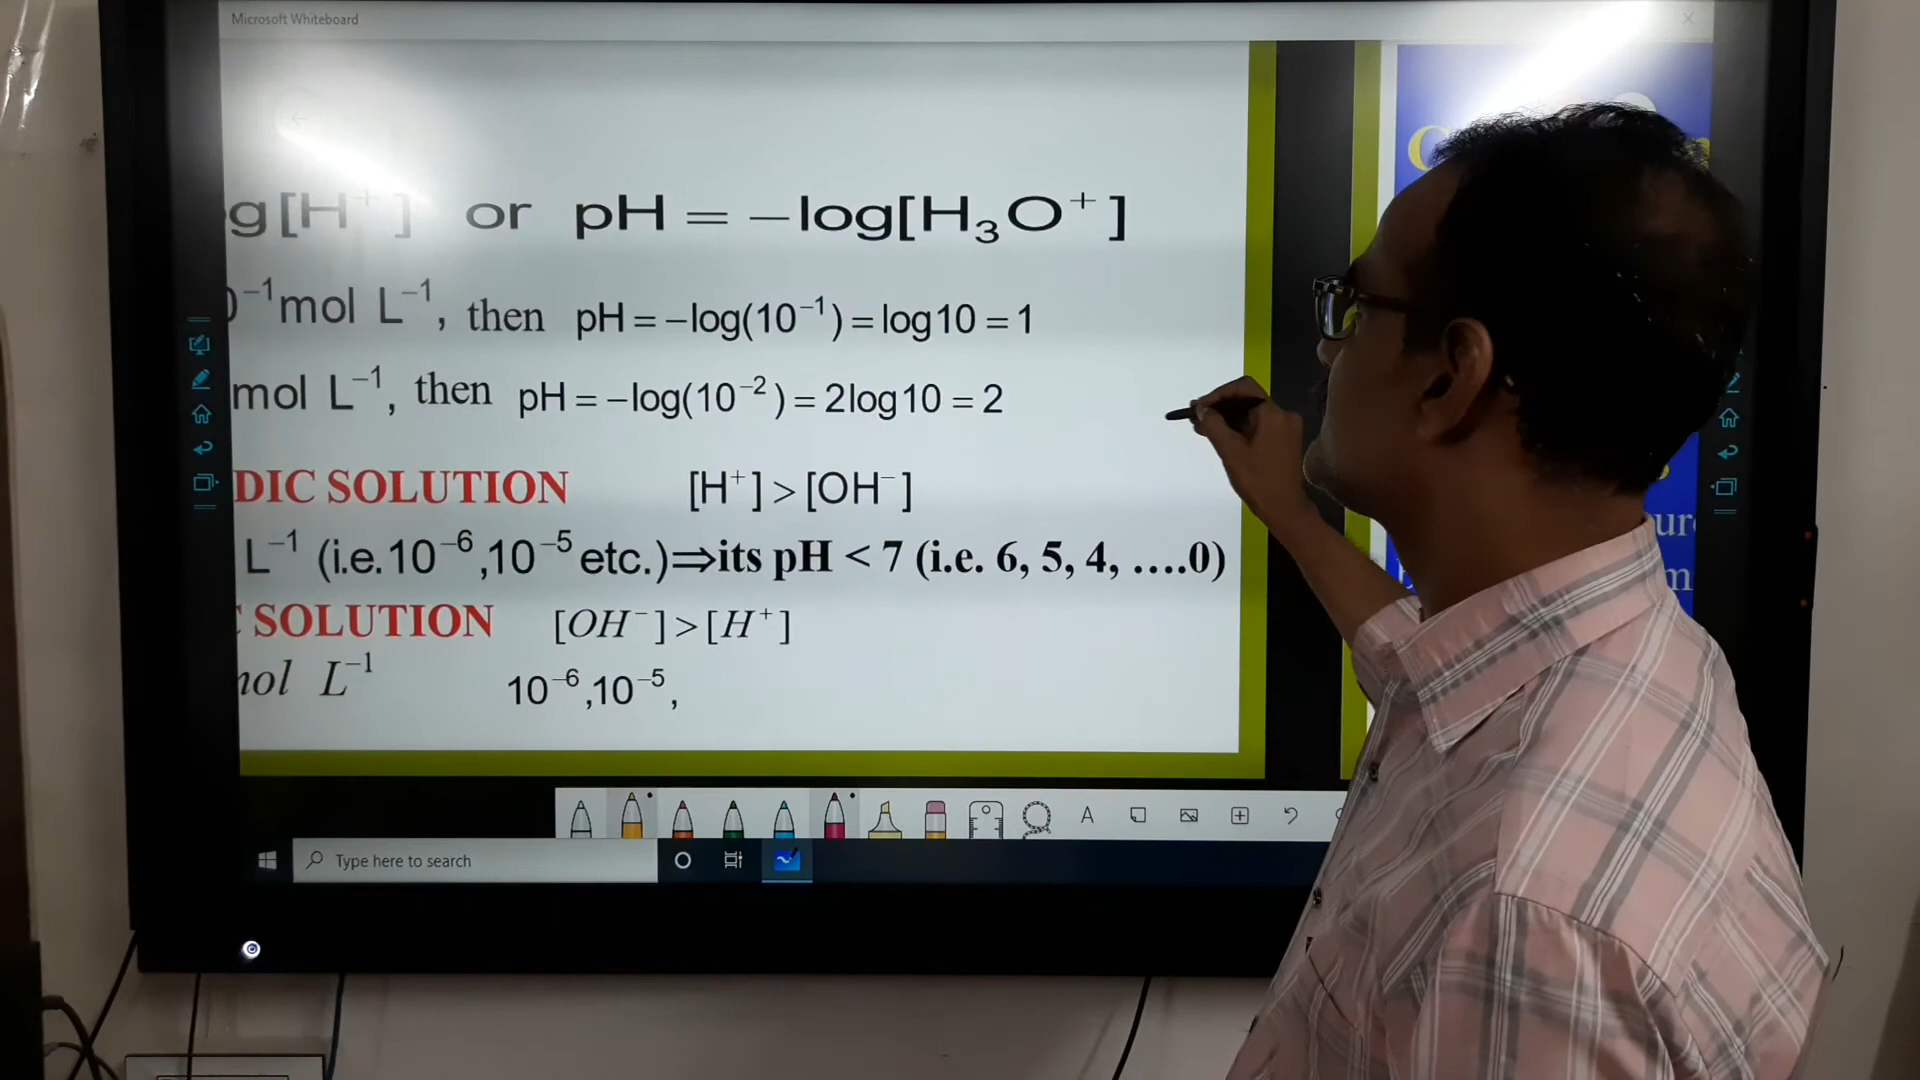 Microsoft Whiteboard
g[H⁺] or pH = −log[H₃O⁺]
⁻¹mol L⁻¹, then pH = −log(10⁻¹) = log10 = 1
mol L⁻¹, then pH = −log(10⁻²) = 2log10 = 2
DIC SOLUTION [H⁺] > [OH⁻]
L⁻¹ (i.e.10⁻⁶,10⁻⁵ etc.)⇒its pH < 7 (i.e. 6, 5, 4, ....0)
SOLUTION [OH⁻] > [H⁺]
ol L⁻¹ 10⁻⁶,10⁻⁵,
A
Type here to search